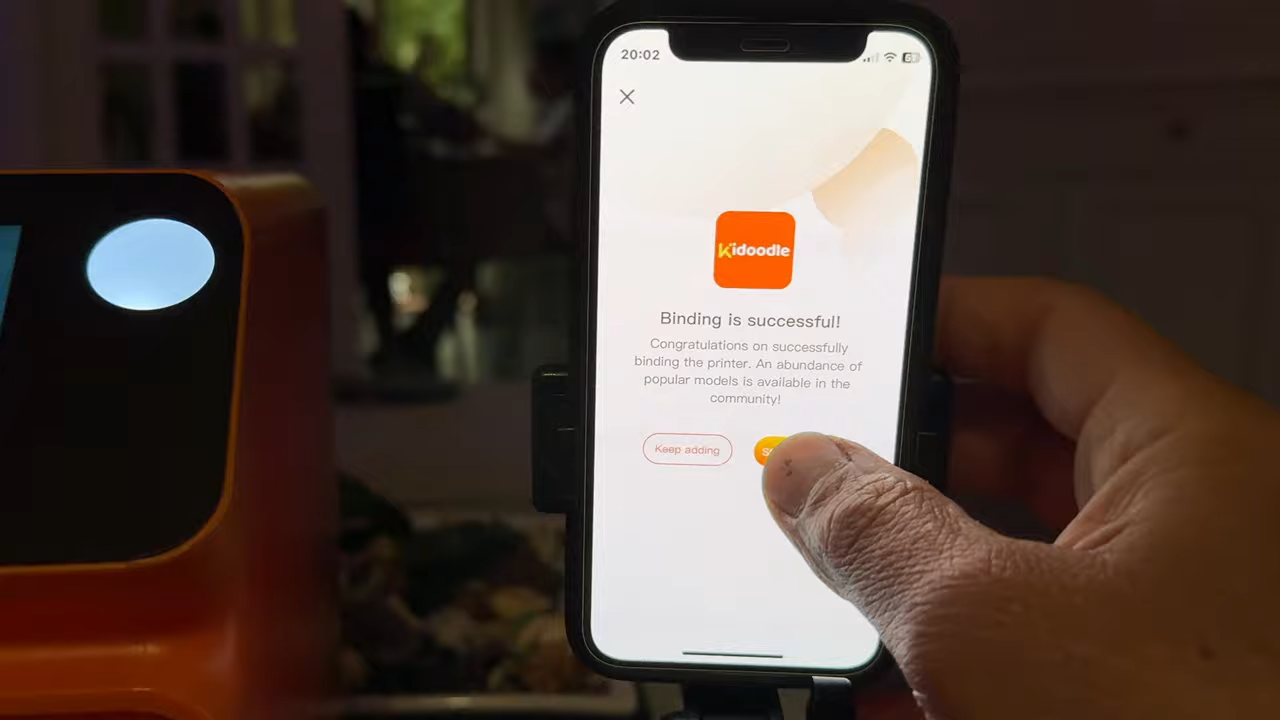 20:02
Kidoodle
Binding is successful!
Congratulations on successfully
binding the printer. An abundance of
popular models is available in the
community!
Keep adding